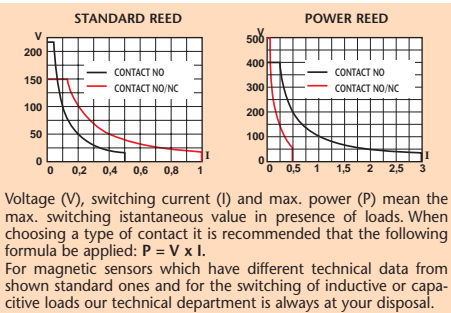 STANDARD REED
POWER REED
V
200
150
100
50
0
CONTACT NO
CONTACT NO/NC
I
0 0,2 0,4 0,6 0,8 1
V
500
400
300
200
100
0
CONTACT NO
CONTACT NO/NC
I
0 0,5 1 1,5 2 2,5 3
Voltage (V), switching current (I) and max. power (P) mean the
max. switching istantaneous value in presence of loads. When
choosing a type of contact it is recommended that the following
formula be applied: P = V x I.
For magnetic sensors which have different technical data from
shown standard ones and for the switching of inductive or capa-
citive loads our technical department is always at your disposal.